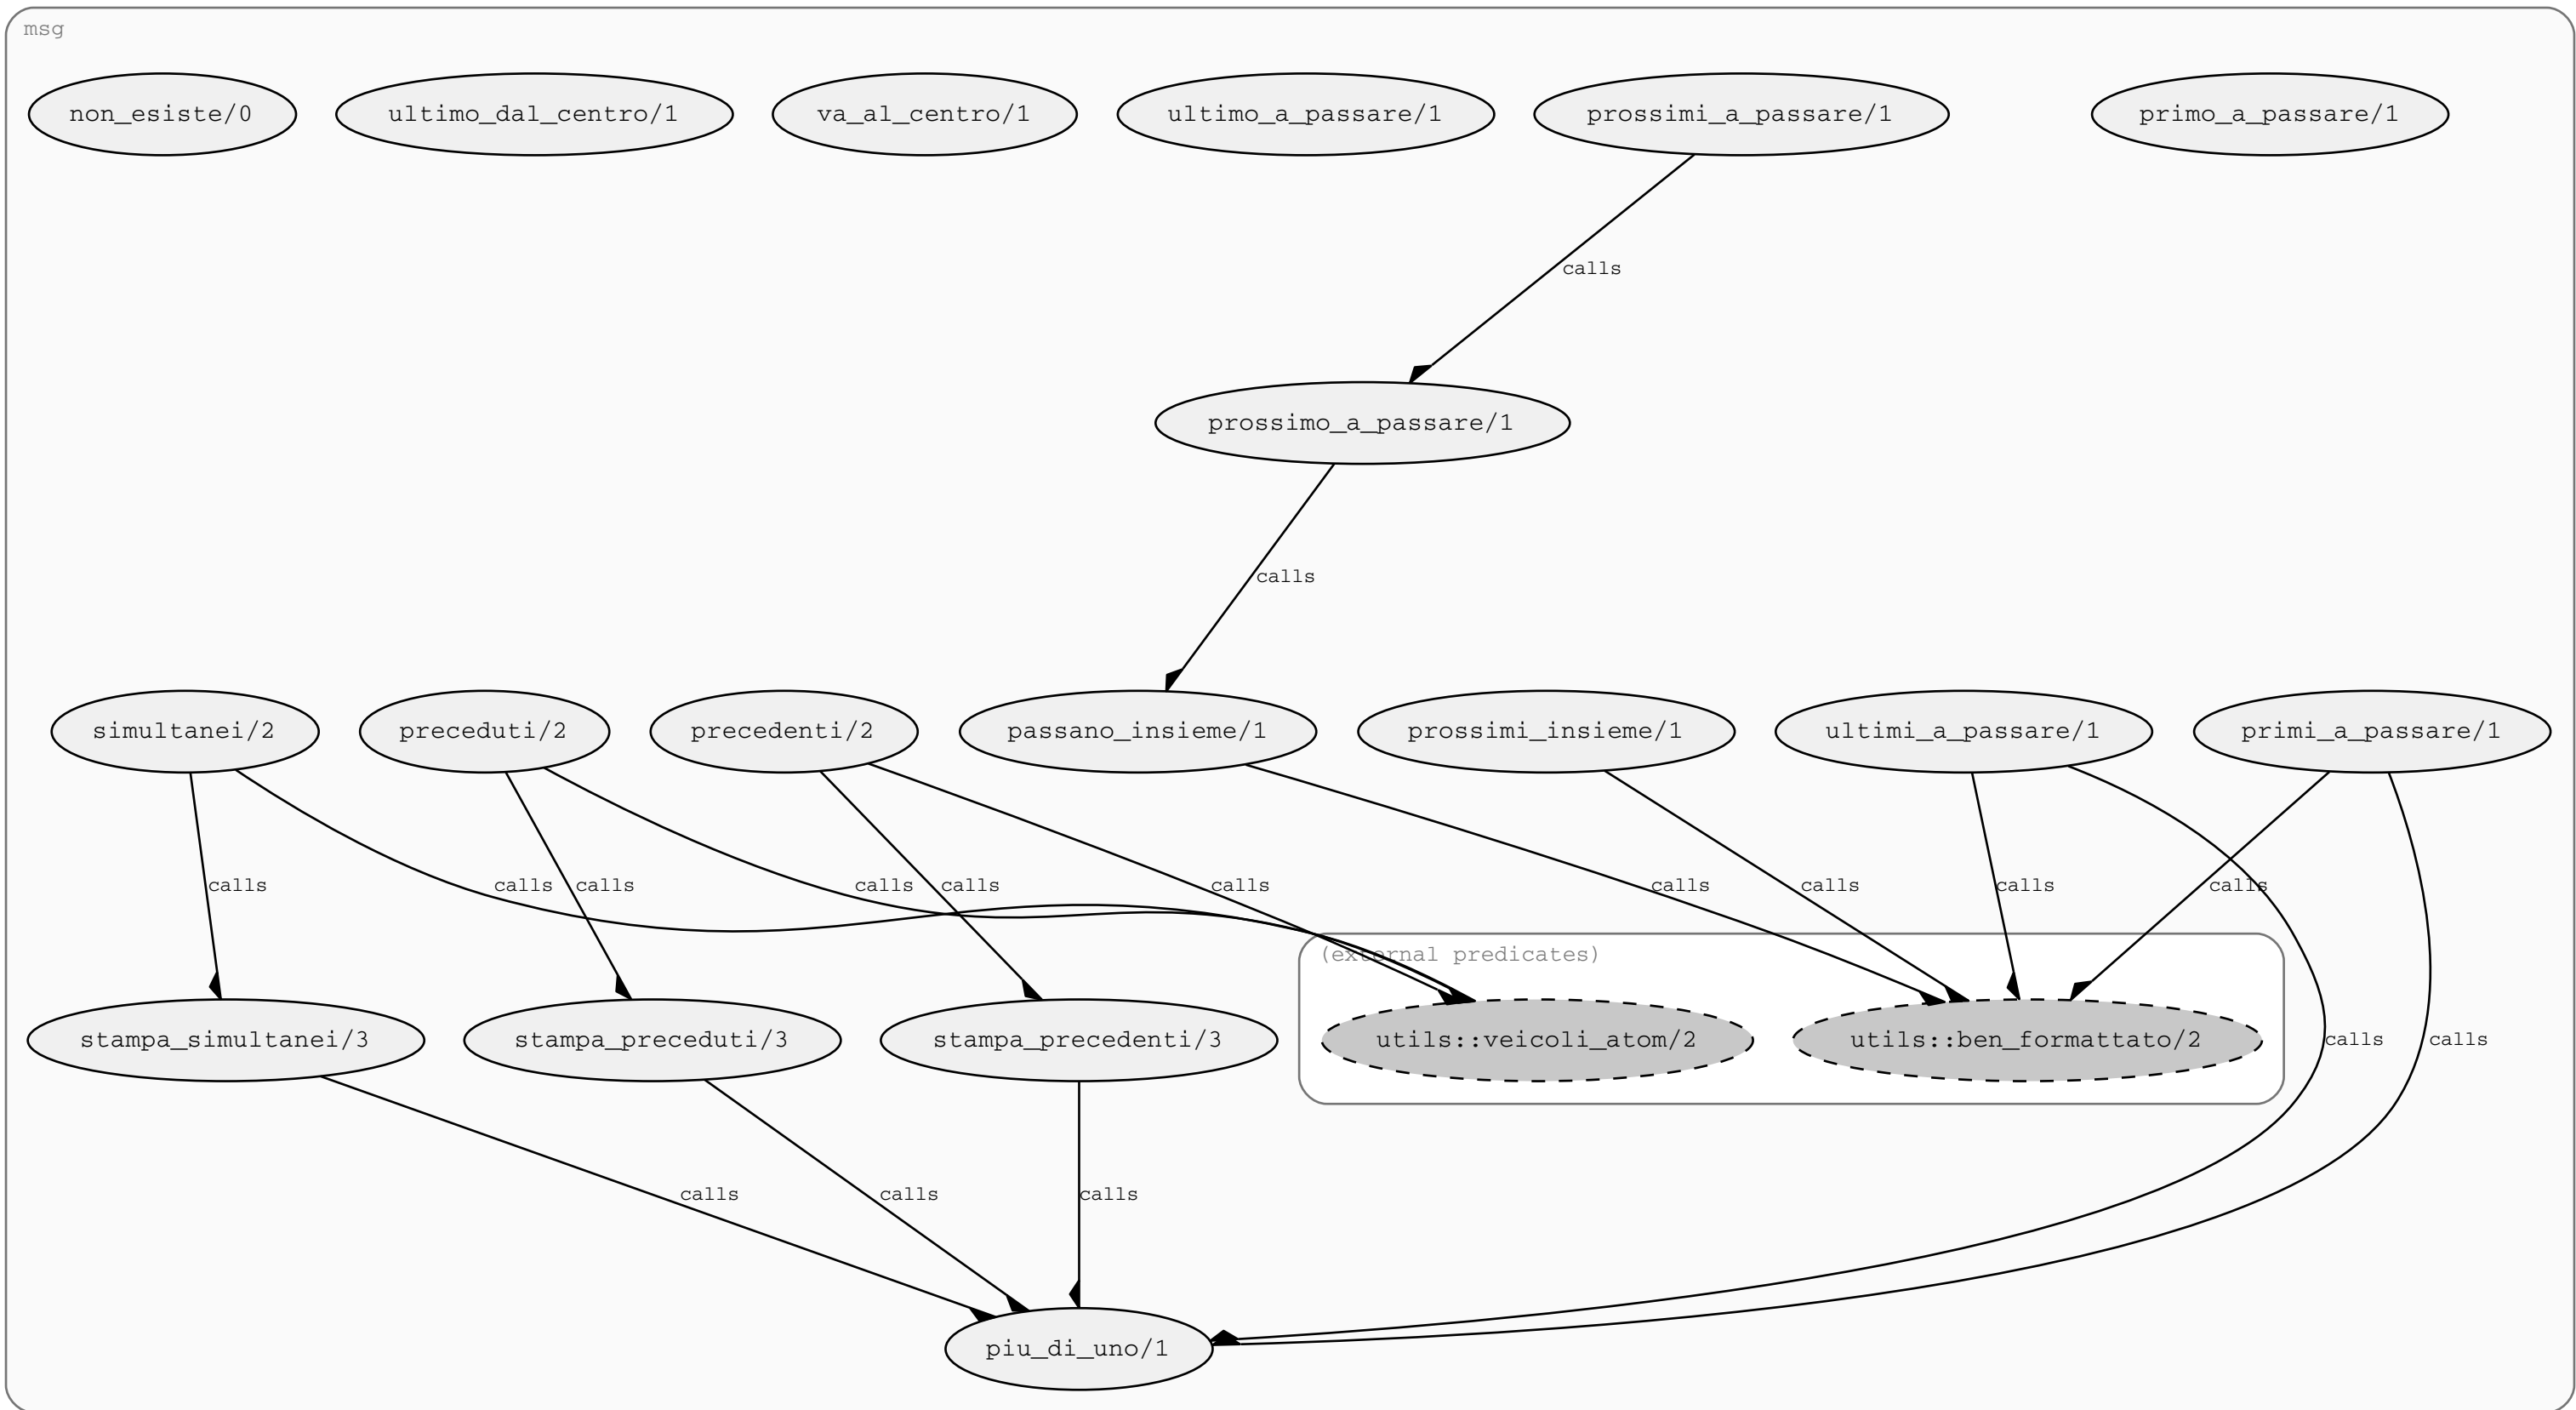 msg
non_esiste/0
ultimo_dal_centro/1
va_al_centro/1
ultimo_a_passare/1
prossimi_a_passare/1
primo_a_passare/1
calls
prossimo_a_passare/1
calls
simultanei/2
preceduti/2
precedenti/2
passano_insieme/1
prossimi_insieme/1
ultimi_a_passare/1
primi_a_passare/1
calls
calls
calls
calls
calls
calls
calls
calls
calls
calls
(external predicates)
stampa_simultanei/3
stampa_preceduti/3
stampa_precedenti/3
utils::veicoli_atom/2
utils::ben_formattato/2
calls
calls
calls
calls
calls
piu_di_uno/1